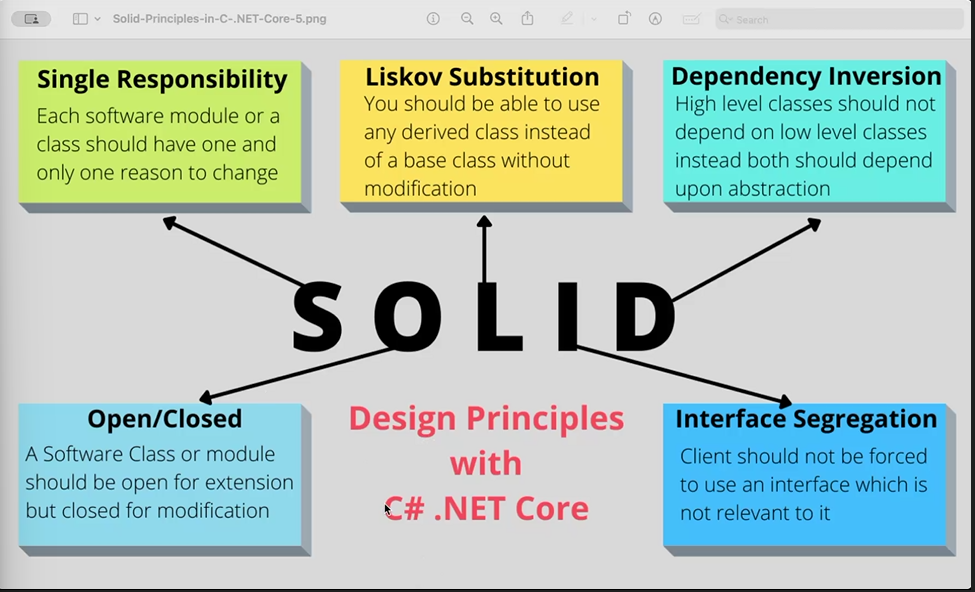 Solid-Principles-in-C-.NET-Core-5.png
Search
Single Responsibility
Each software module or a
class should have one and
only one reason to change
Liskov Substitution
You should be able to use
any derived class instead
of a base class without
modification
Dependency Inversion
High level classes should not
depend on low level classes
instead both should depend
upon abstraction
SOLID
Open/Closed
A Software Class or module
should be open for extension
but closed for modification
Design Principles
with
C# .NET Core
Interface Segregation
Client should not be forced
to use an interface which is
not relevant to it